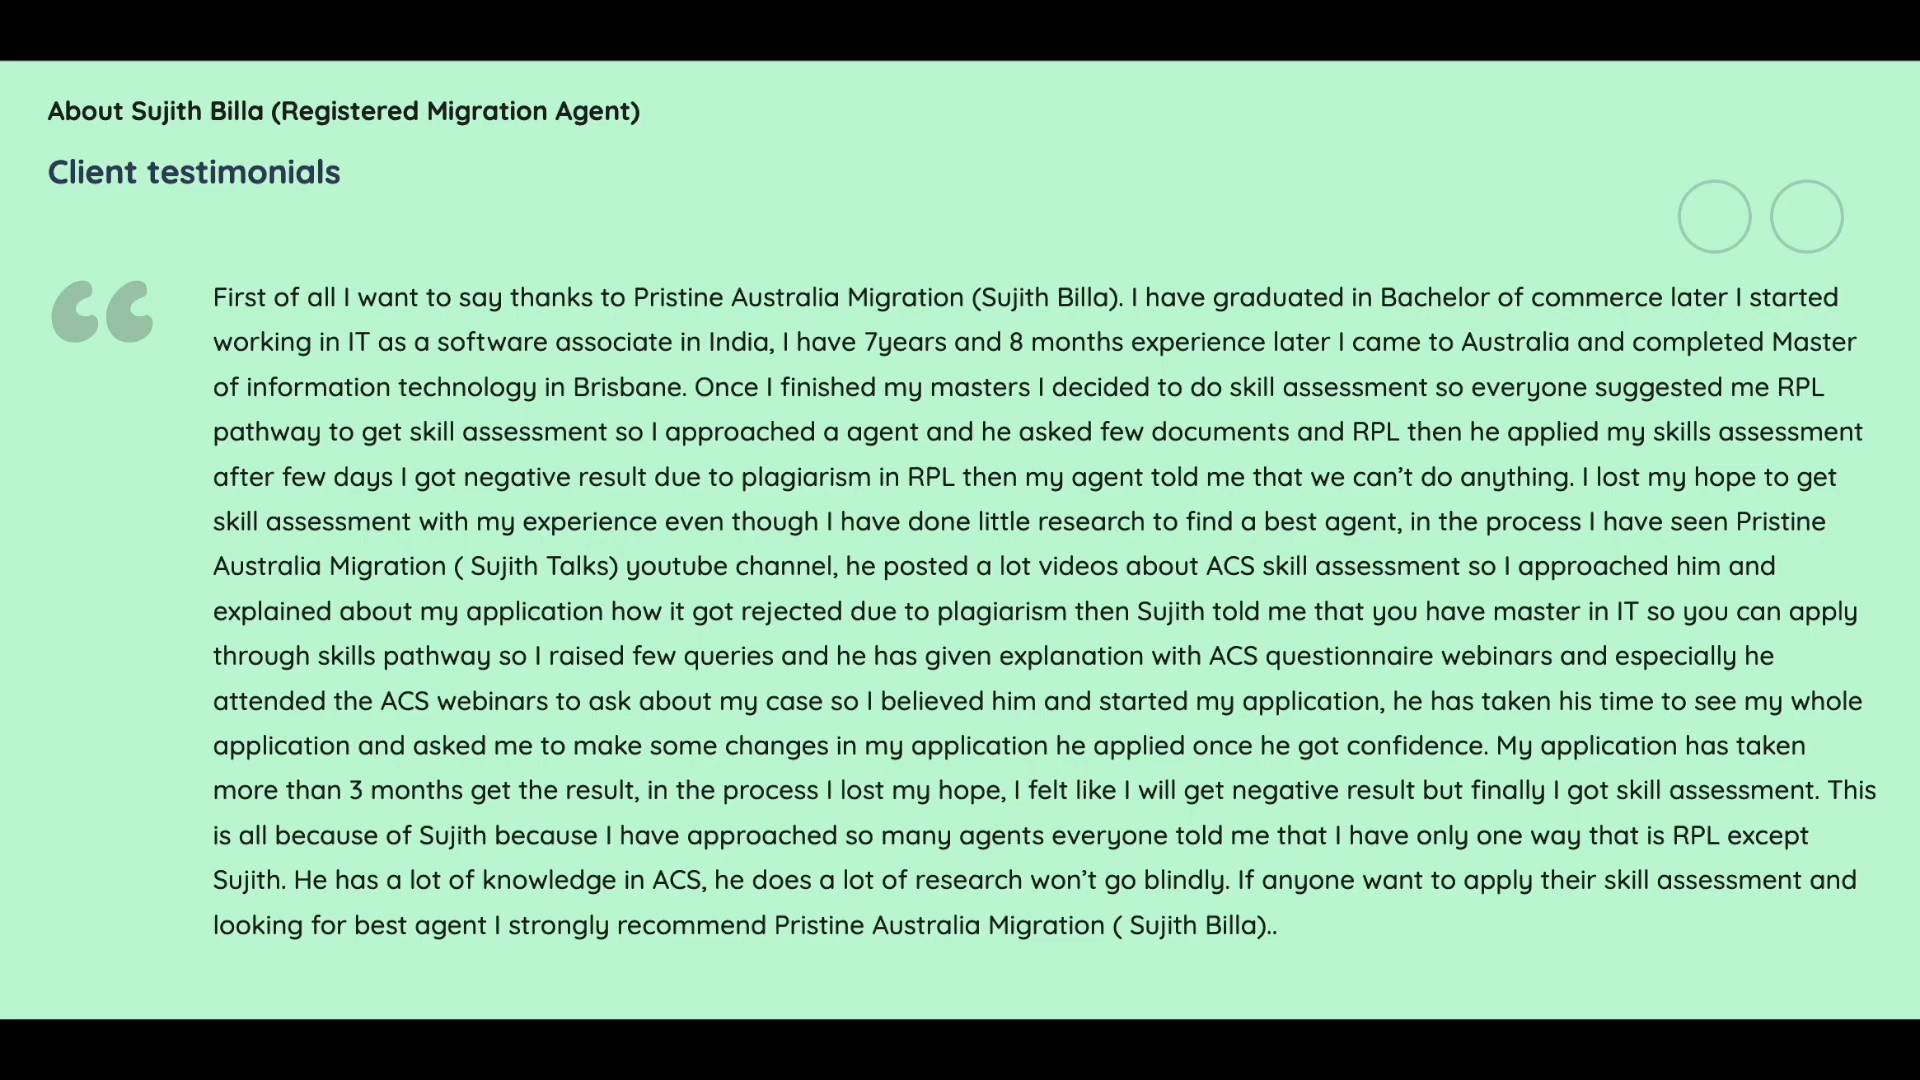 About Sujith Billa (Registered Migration Agent)
Client testimonials
“
First of all I want to say thanks to Pristine Australia Migration (Sujith Billa). I have graduated in Bachelor of commerce later I started
working in IT as a software associate in India, I have 7years and 8 months experience later I came to Australia and completed Master
of information technology in Brisbane. Once I finished my masters I decided to do skill assessment so everyone suggested me RPL
pathway to get skill assessment so I approached a agent and he asked few documents and RPL then he applied my skills assessment
after few days I got negative result due to plagiarism in RPL then my agent told me that we can’t do anything. I lost my hope to get
skill assessment with my experience even though I have done little research to find a best agent, in the process I have seen Pristine
Australia Migration ( Sujith Talks) youtube channel, he posted a lot videos about ACS skill assessment so I approached him and
explained about my application how it got rejected due to plagiarism then Sujith told me that you have master in IT so you can apply
through skills pathway so I raised few queries and he has given explanation with ACS questionnaire webinars and especially he
attended the ACS webinars to ask about my case so I believed him and started my application, he has taken his time to see my whole
application and asked me to make some changes in my application he applied once he got confidence. My application has taken
more than 3 months get the result, in the process I lost my hope, I felt like I will get negative result but finally I got skill assessment. This
is all because of Sujith because I have approached so many agents everyone told me that I have only one way that is RPL except
Sujith. He has a lot of knowledge in ACS, he does a lot of research won’t go blindly. If anyone want to apply their skill assessment and
looking for best agent I strongly recommend Pristine Australia Migration ( Sujith Billa)..